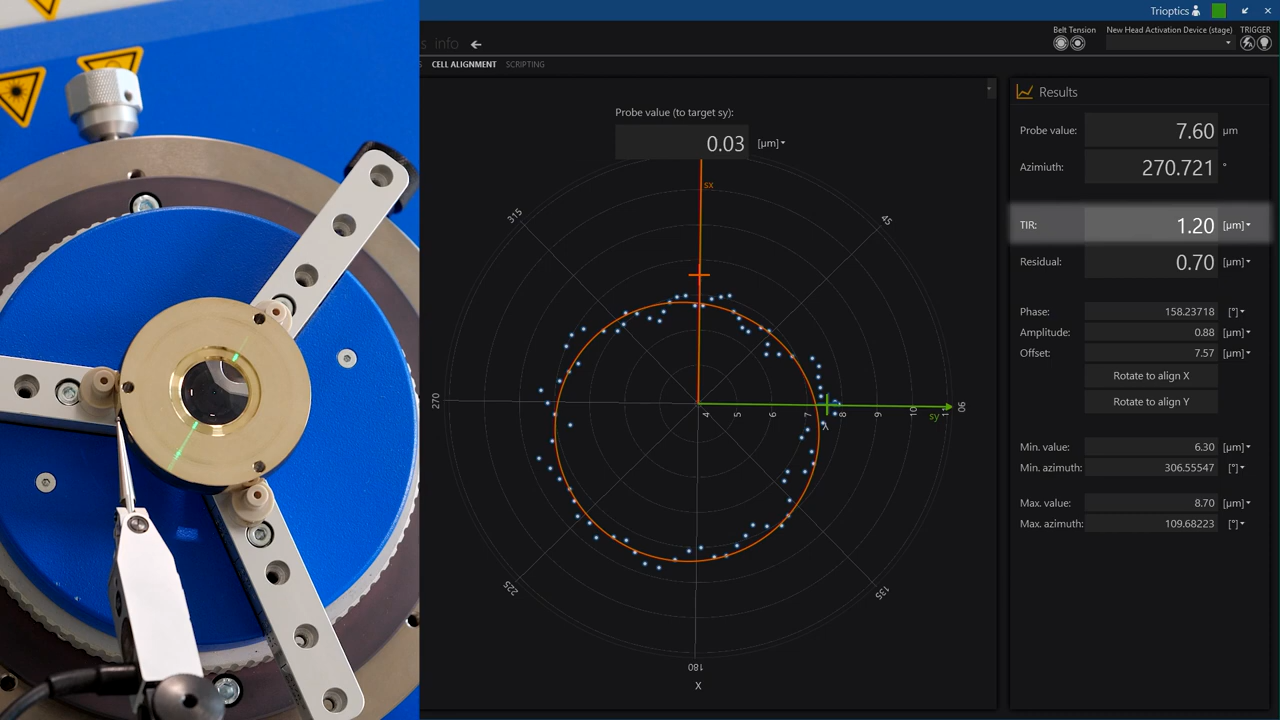 Trioptics
s info
Belt Tension
New Head Activation Device (stage)
TRIGGER
CELL ALIGNMENT
SCRIPTING
Results
Probe value (to target sy):
0.03 [µm]
Probe value: 7.60 µm
Azimuth: 270.721 °
TIR: 1.20 [µm]
Residual: 0.70 [µm]
Phase: 158.23718 [°]
Amplitude: 0.88 [µm]
Offset: 7.57 [µm]
Rotate to align X
Rotate to align Y
Min. value: 6.30 [µm]
Min. azimuth: 306.55547 [°]
Max. value: 8.70 [µm]
Max. azimuth: 109.68223 [°]
sx
315
45
270
4 5 6 7 8 9 10
90
sy
Y
225
135
180
X